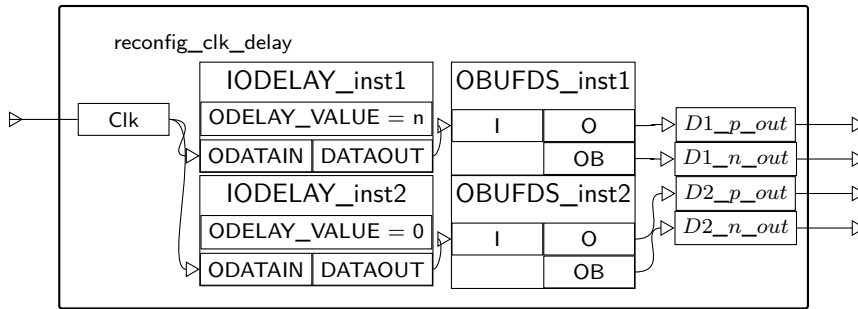 reconfig_clk_delay
Clk
IODELAY_inst1
ODELAY_VALUE = n
ODATAIN DATAOUT
OBUFDS_inst1
I O
OB
IODELAY_inst2
ODELAY_VALUE = 0
ODATAIN DATAOUT
OBUFDS_inst2
I O
OB
D1_p_out
D1_n_out
D2_p_out
D2_n_out